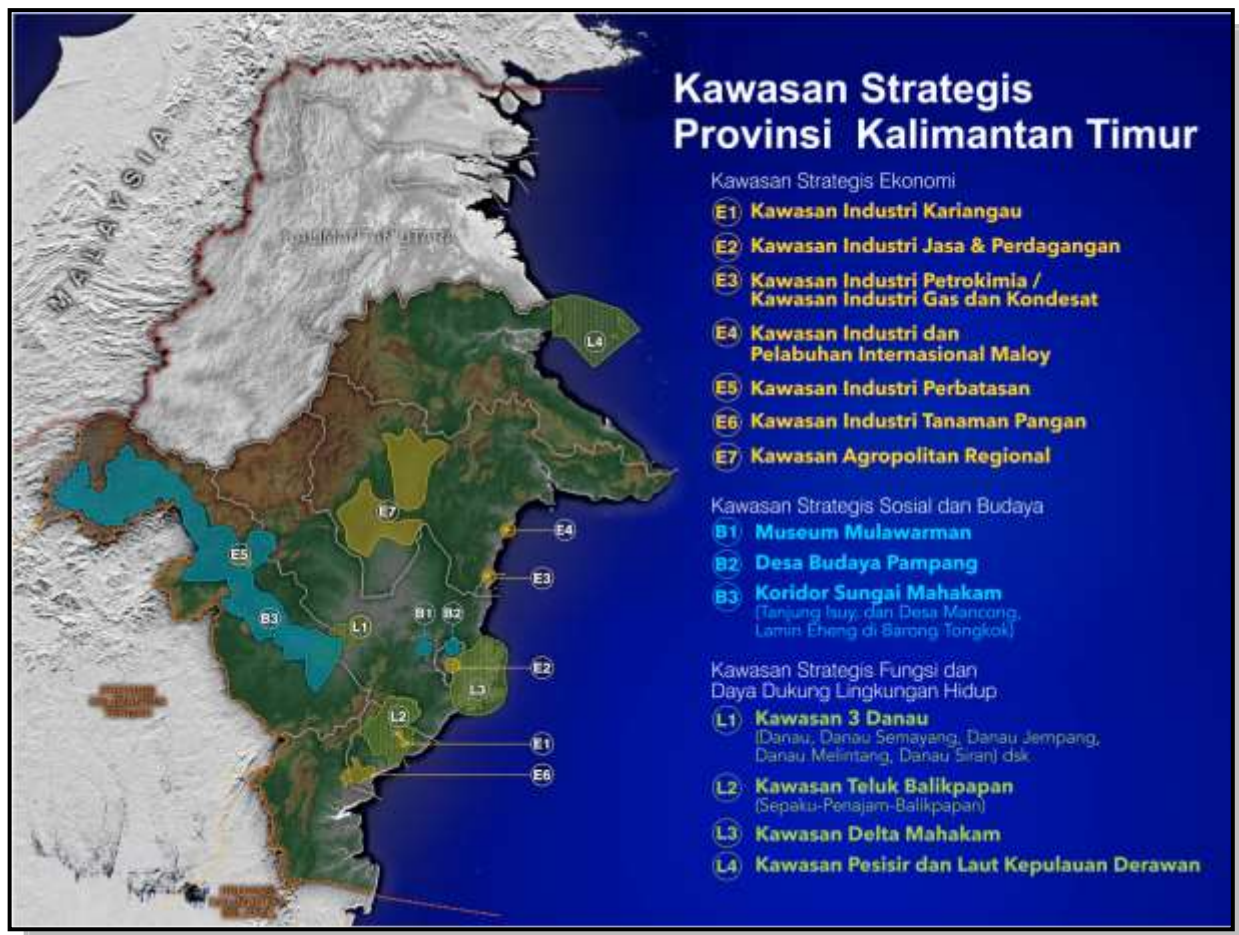 Kawasan Strategis
Provinsi Kalimantan Timur
Kawasan Strategis Ekonomi
E1 Kawasan Industri Kariangau
E2 Kawasan Industri Jasa & Perdagangan
E3 Kawasan Industri Petrokimia /
Kawasan Industri Gas dan Kondesat
E4 Kawasan Industri dan
Pelabuhan Internasional Maloy
E5 Kawasan Industri Perbatasan
E6 Kawasan Industri Tanaman Pangan
E7 Kawasan Agropolitan Regional
Kawasan Strategis Sosial dan Budaya
B1 Museum Mulawarman
B2 Desa Budaya Pampang
B3 Koridor Sungai Mahakam
(Tanjung Isuy, dan Desa Mancong,
Lamin Eheng di Barong Tongkok)
Kawasan Strategis Fungsi dan
Daya Dukung Lingkungan Hidup
L1 Kawasan 3 Danau
(Danau, Danau Semayang, Danau Jempang,
Danau Melintang, Danau Siran) dsk
L2 Kawasan Teluk Balikpapan
(Sepaku-Penajam-Balikpapan)
L3 Kawasan Delta Mahakam
L4 Kawasan Pesisir dan Laut Kepulauan Derawan
MALAYSIA
KALIMANTAN UTARA
L4
E7
E4
E5
E3
B3
B1
B2
L1
E2
L3
L2
E1
E6